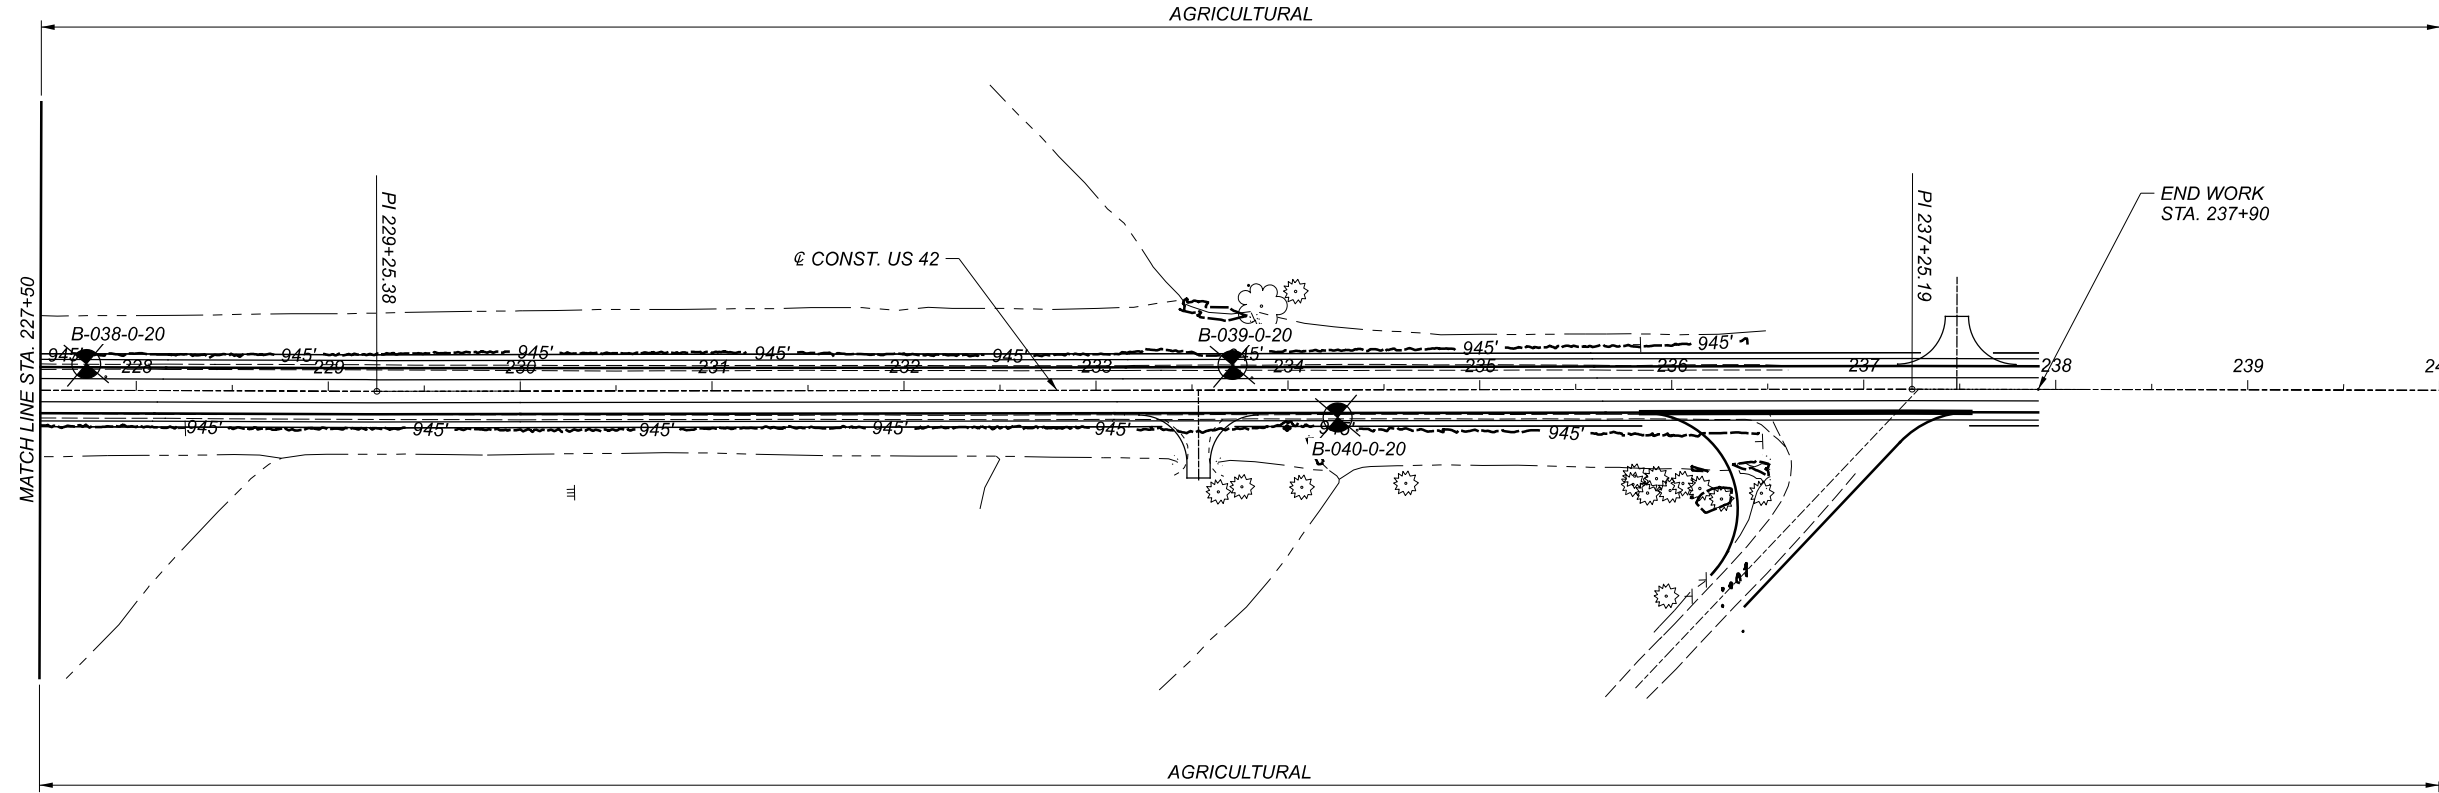 AGRICULTURAL
MATCH LINE STA. 227+50
PI 229+25.38
℄ CONST. US 42
PI 237+25.19
END WORK
STA. 237+90
B-038-0-20
B-039-0-20
945'
945'
945'
945'
945'
945'
945'
228
229
230
231
232
233
234
235
236
237
238
239
945'
945'
945'
945'
945'
945'
B-040-0-20
AGRICULTURAL